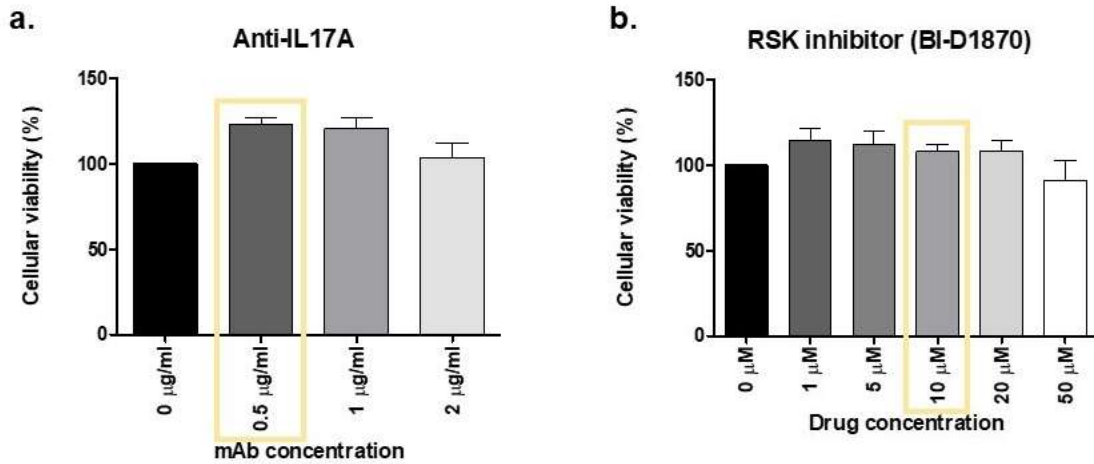 a.
Anti-IL17A
Cellular viability (%)
150
100
50
0
0 µg/ml
0.5 µg/ml
1 µg/ml
2 µg/ml
mAb concentration
b.
RSK inhibitor (BI-D1870)
Cellular viability (%)
150
100
50
0
0 µM
1 µM
5 µM
10 µM
20 µM
50 µM
Drug concentration